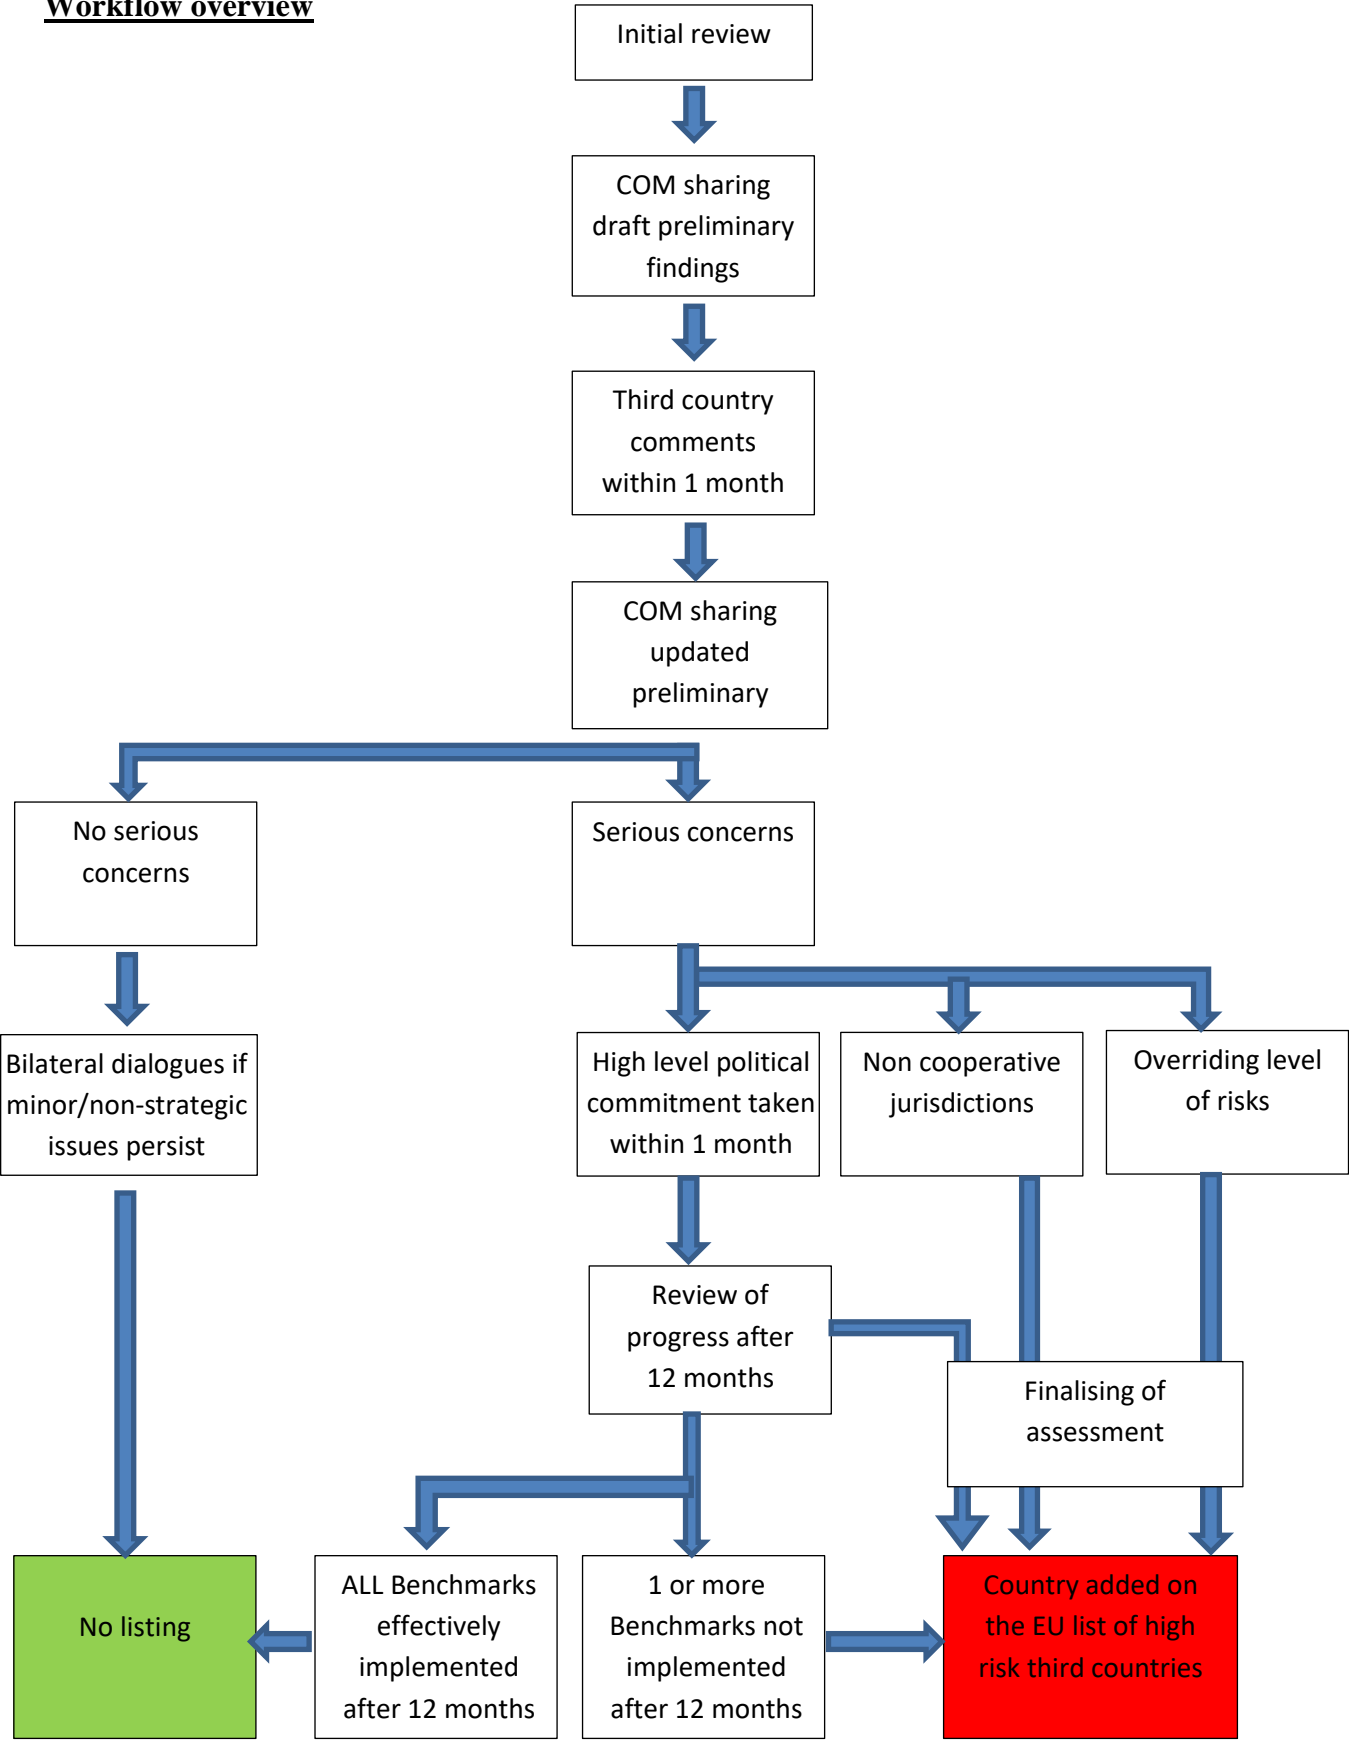 Workflow overview
Initial review
COM sharing
draft preliminary
findings
Third country
comments
within 1 month
COM sharing
updated
preliminary
No serious
concerns
Serious concerns
Bilateral dialogues if
minor/non-strategic
issues persist
High level political
commitment taken
within 1 month
Non cooperative
jurisdictions
Overriding level
of risks
Review of
progress after
12 months
Finalising of
assessment
No listing
ALL Benchmarks
effectively
implemented
after 12 months
1 or more
Benchmarks not
implemented
after 12 months
Country added on
the EU list of high
risk third countries